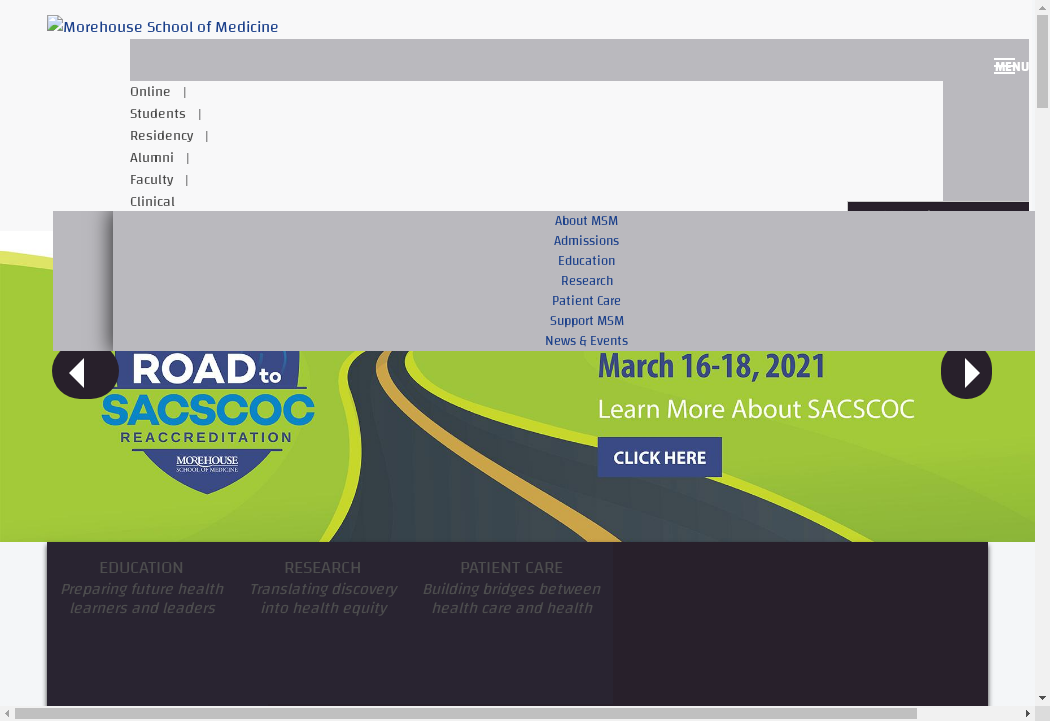 Morehouse School of Medicine
MENU
Online |
Students |
Residency |
Alumni |
Faculty |
Clinical
About MSM
Admissions
Education
Research
Patient Care
Support MSM
News & Events
ROAD to
SACSCOC
REACCREDITATION
MOREHOUSE
SCHOOL OF MEDICINE
March 16-18, 2021
Learn More About SACSCOC
CLICK HERE
EDUCATION
Preparing future health
learners and leaders
RESEARCH
Translating discovery
into health equity
PATIENT CARE
Building bridges between
health care and health